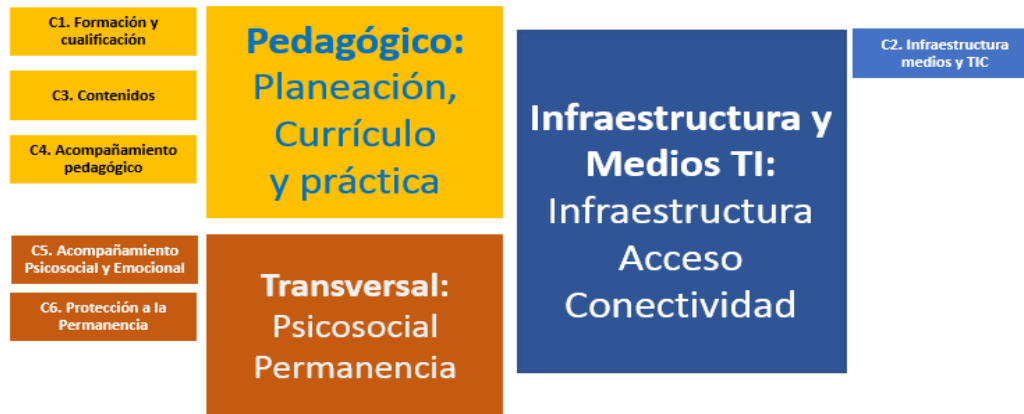 C1. Formación y
cualificación
C3. Contenidos
C4. Acompañamiento
pedagógico
Pedagógico:
Planeación,
Currículo
y práctica
C5. Acompañamiento
Psicosocial y Emocional
C6. Protección a la
Permanencia
Transversal:
Psicosocial
Permanencia
Infraestructura y
Medios TI:
Infraestructura
Acceso
Conectividad
C2. Infraestructura
medios y TIC